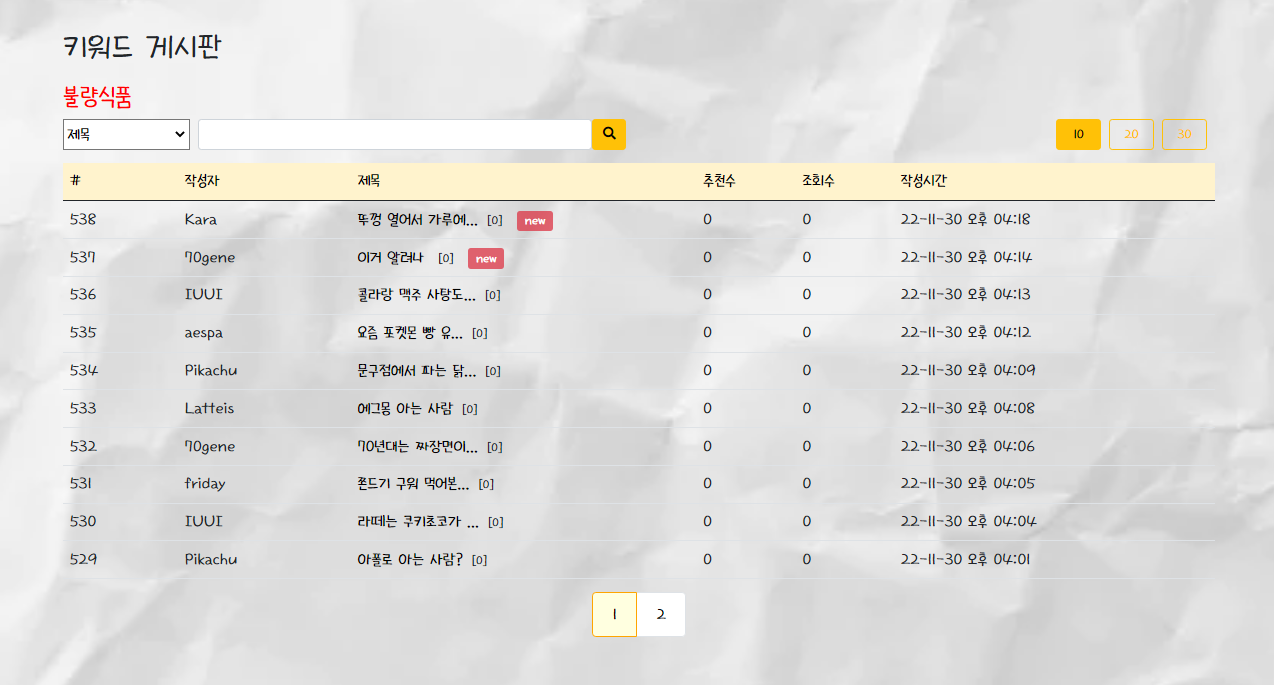 키워드 게시판
불량식품
제목
10 20 30
# 작성자 제목 추천수 조회수 작성시간
538 Kara 뚜껑 열어서 가루에... [0] new 0 0 22-11-30 오후 04:18
537 70gene 이거 알려나 [0] new 0 0 22-11-30 오후 04:14
536 IUUI 콜라랑 맥주 사탕도... [0] 0 0 22-11-30 오후 04:13
535 aespa 요즘 포켓몬 빵 유... [0] 0 0 22-11-30 오후 04:12
534 Pikachu 문구점에서 파는 닭... [0] 0 0 22-11-30 오후 04:09
533 Latteis 에그몽 아는 사람 [0] 0 0 22-11-30 오후 04:08
532 70gene 70년대는 짜장면이... [0] 0 0 22-11-30 오후 04:06
531 friday 쫀드기 구워 먹어본... [0] 0 0 22-11-30 오후 04:05
530 IUUI 라떼는 쿠키초코가 ... [0] 0 0 22-11-30 오후 04:04
529 Pikachu 아폴로 아는 사람? [0] 0 0 22-11-30 오후 04:01
1 2